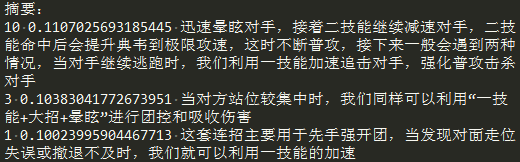 摘要:
10 0.1107025693185445 迅速晕眩对手，接着二技能继续减速对手，二技
能命中后会提升典韦到极限攻速，这时不断普攻，接下来一般会遇到两种
情况，当对手继续逃跑时，我们利用一技能加速追击对手，强化普攻击杀
对手
3 0.10383041772673951 当对方站位较集中时，我们同样可以利用“一技
能+大招+晕眩”进行团控和吸收伤害
1 0.10023995904467713 这套连招主要用于先手强开团，当发现对面走位
失误或撤退不及时，我们就可以利用一技能的加速